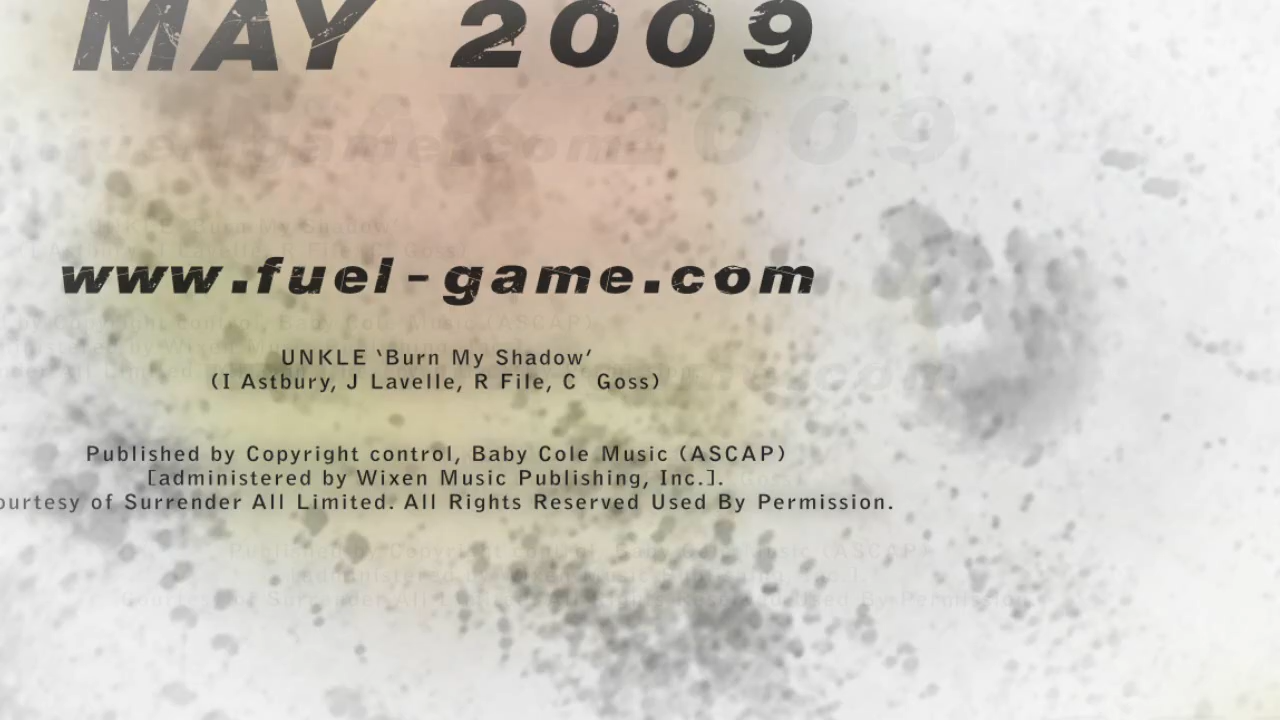 MAY 2009
www.fuel-game.com
UNKLE ‘Burn My Shadow’
(I Astbury, J Lavelle, R File, C Goss)
Published by Copyright control, Baby Cole Music (ASCAP)
[administered by Wixen Music Publishing, Inc.].
ourtesy of Surrender All Limited. All Rights Reserved Used By Permission.